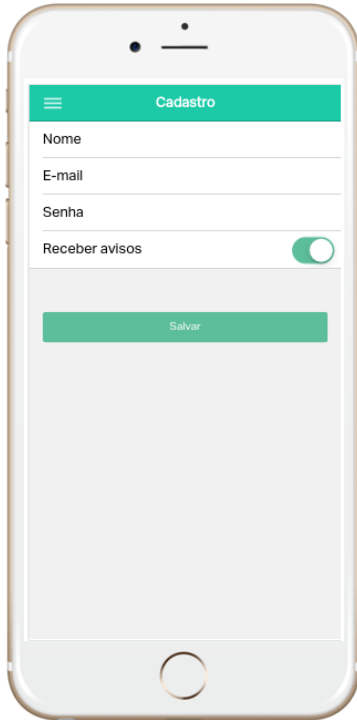 Cadastro
Nome
E-mail
Senha
Receber avisos
Salvar